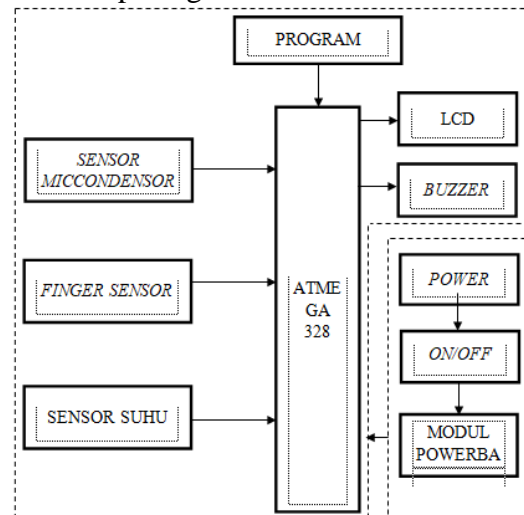 PROGRAM
LCD
SENSOR
MICCONDENSOR
BUZZER
FINGER SENSOR
ATME
GA
328
POWER
ON/OFF
SENSOR SUHU
MODUL
POWERBA